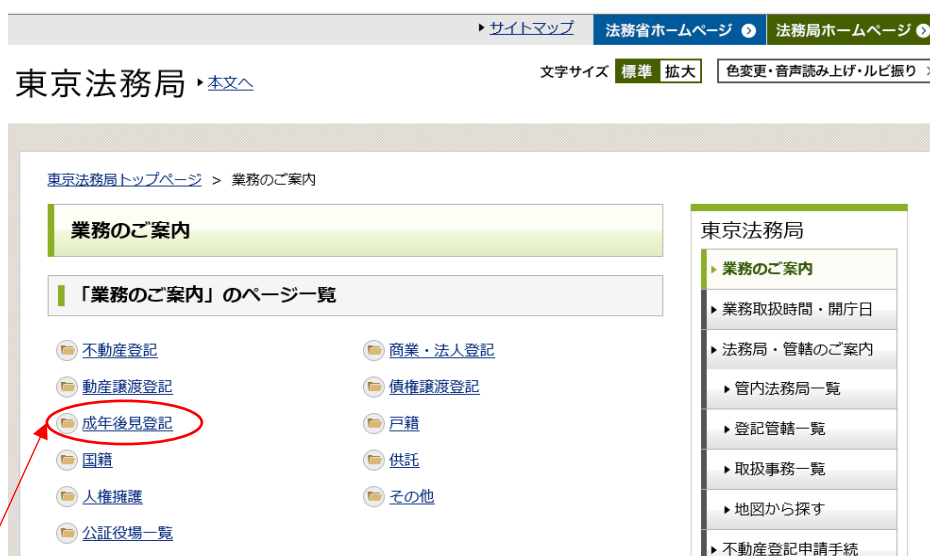 サイトマップ 法務省ホームページ 法務局ホームページ
東京法務局 本文へ 文字サイズ 標準 拡大 色変更・音声読み上げ・ルビ振り
東京法務局トップページ > 業務のご案内
業務のご案内
「業務のご案内」のページ一覧
不動産登記 商業・法人登記
動産譲渡登記 債権譲渡登記
成年後見登記 戸籍
国籍 供託
人権擁護 その他
公証役場一覧
東京法務局
業務のご案内
業務取扱時間・開庁日
法務局・管轄のご案内
管内法務局一覧
登記管轄一覧
取扱事務一覧
地図から探す
不動産登記申請手続